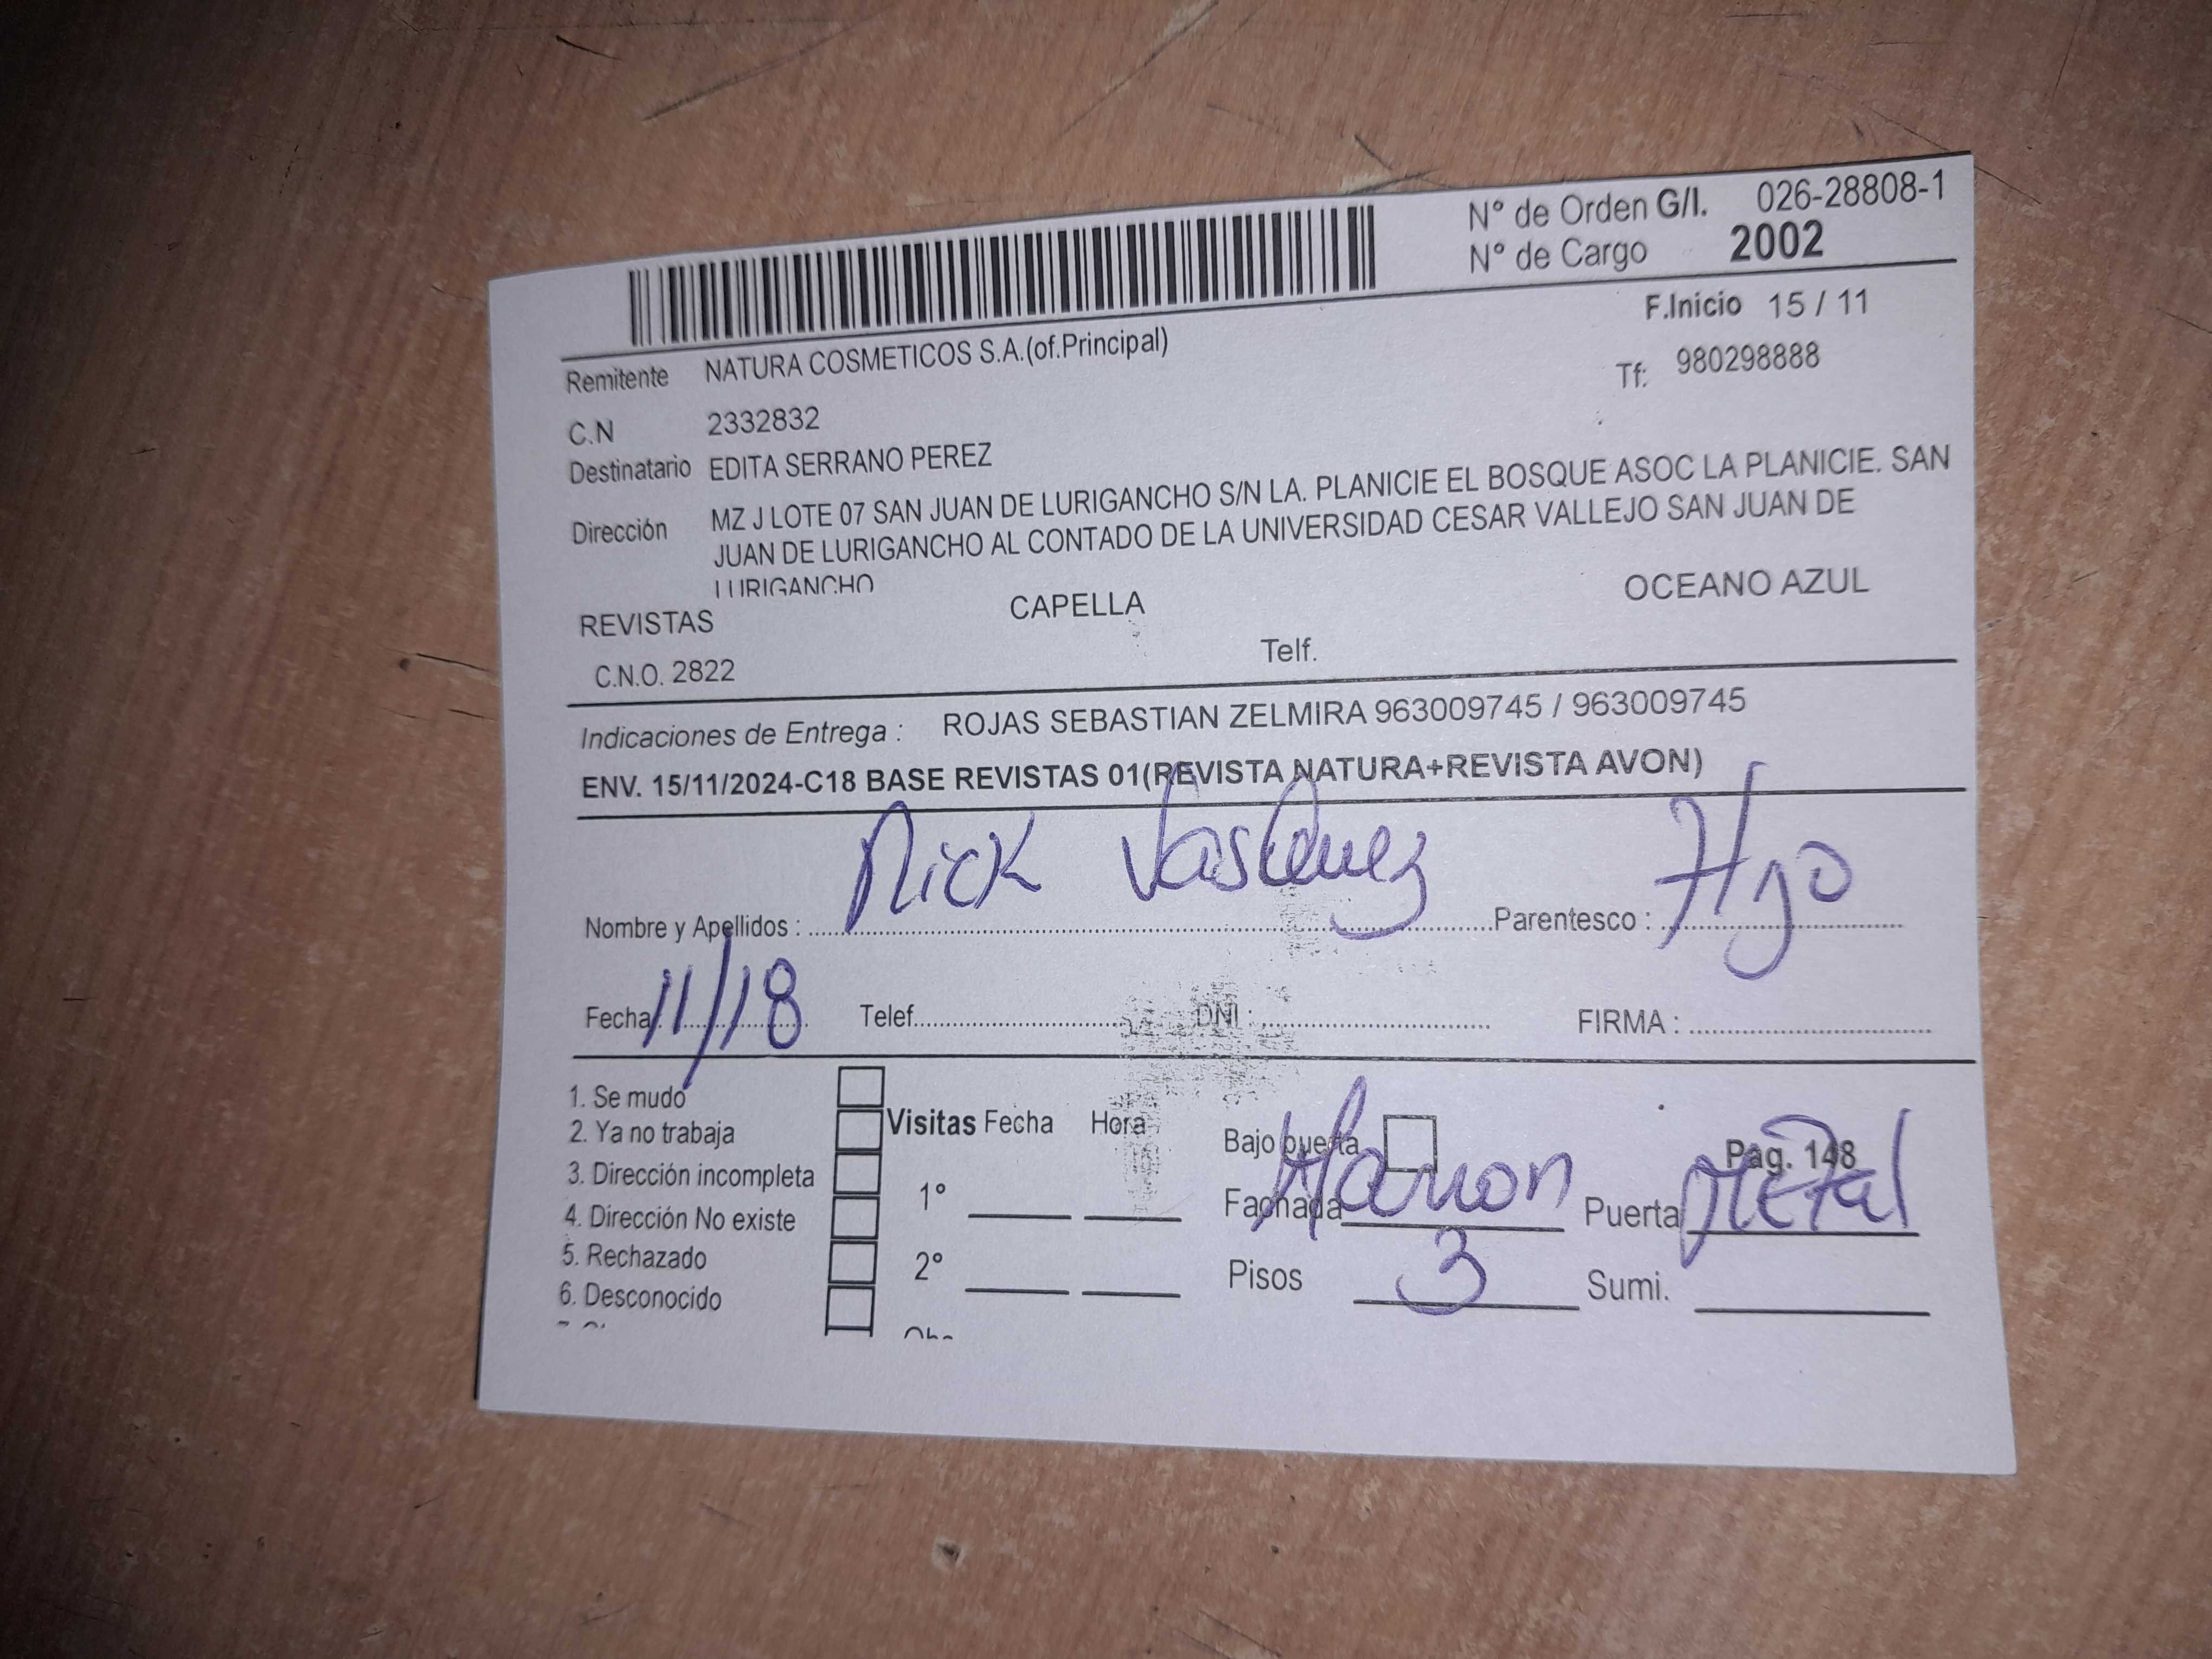 N° de Orden G/I. 026-28808-1
N° de Cargo 2002
F.Inicio 15 / 11
Remitente NATURA COSMETICOS S.A.(of.Principal)
Tf: 980298888
C.N 2332832
Destinatario EDITA SERRANO PEREZ
Dirección MZ J LOTE 07 SAN JUAN DE LURIGANCHO S/N LA. PLANICIE EL BOSQUE ASOC LA PLANICIE. SAN
JUAN DE LURIGANCHO AL CONTADO DE LA UNIVERSIDAD CESAR VALLEJO SAN JUAN DE
LURIGANCHO
REVISTAS CAPELLA OCEANO AZUL
C.N.O. 2822 Telf.
Indicaciones de Entrega : ROJAS SEBASTIAN ZELMIRA 963009745 / 963009745
ENV. 15/11/2024-C18 BASE REVISTAS 01(REVISTA NATURA+REVISTA AVON)
Nombre y Apellidos : Nick Vasquez Parentesco : Hijo
Fecha 11/18 Telef. DNI : FIRMA :
1. Se mudo
2. Ya no trabaja
3. Dirección incompleta
4. Dirección No existe
5. Rechazado
6. Desconocido
Visitas Fecha Hora
1°
2°
Bajo puerta Pag. 148
Fachada Marron Puerta Metal
Pisos 3 Sumi.